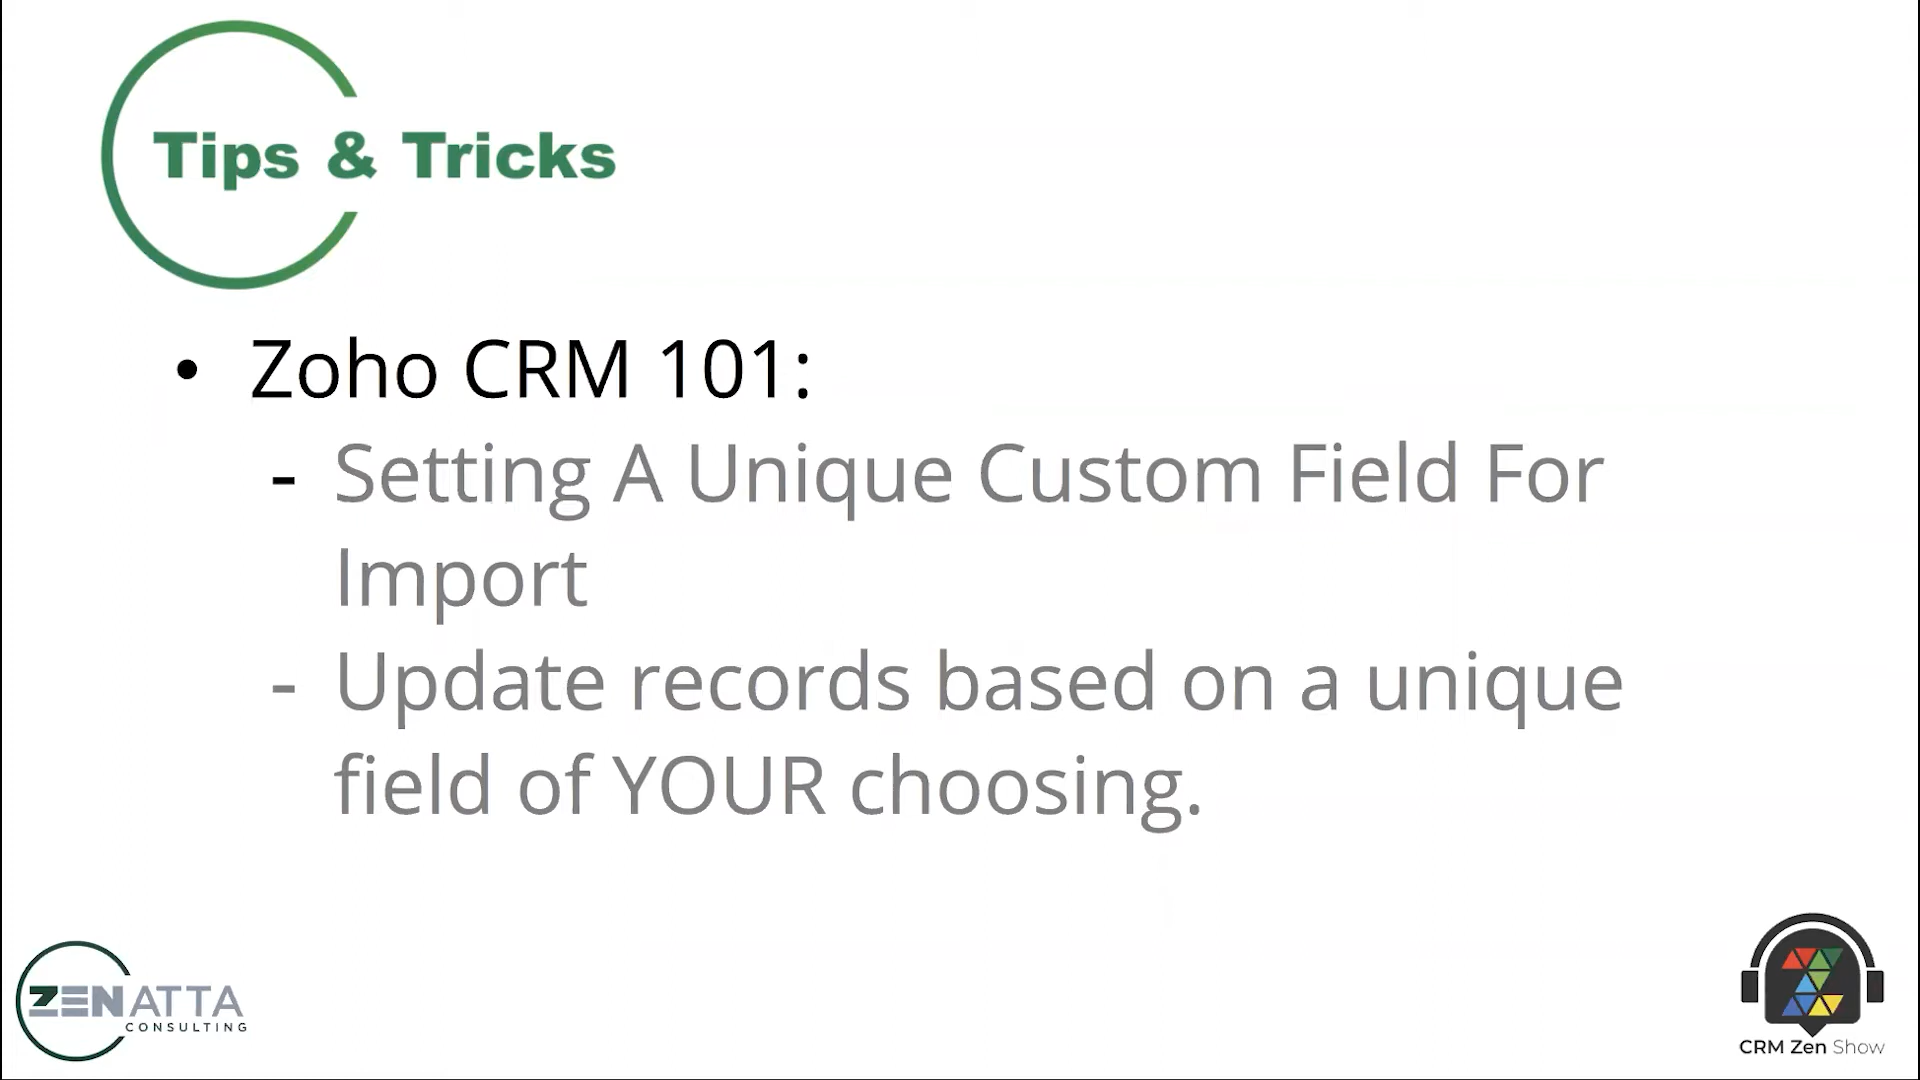 Tips & Tricks
• Zoho CRM 101:
- Setting A Unique Custom Field For
Import
- Update records based on a unique
field of YOUR choosing.
ZENATTA
CONSULTING
CRM Zen Show